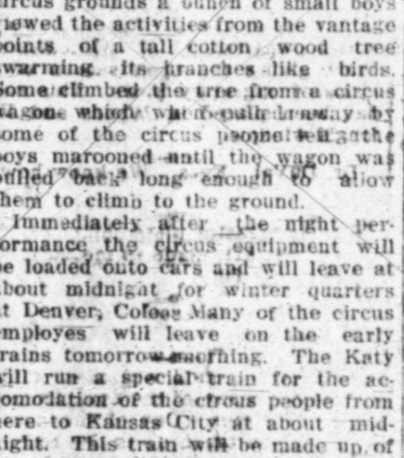 circus grounds a bunch of small boys
viewed the activities from the vantage
points of a tall cotton wood tree
swarming its branches like birds.
Some climbed the tree from a circus
wagon which when pulled away by
some of the circus people the
boys marooned until the wagon was
pulled back long enough to allow
them to climb to the ground.
Immediately after the night per-
formance the circus equipment will
be loaded onto cars and will leave at
about midnight for winter quarters
at Denver, Colo. Many of the circus
employes will leave on the early
trains tomorrow morning. The Katy
will run a special train for the ac-
comodation of the circus people from
here to Kansas City at about mid-
night. This train will be made up of